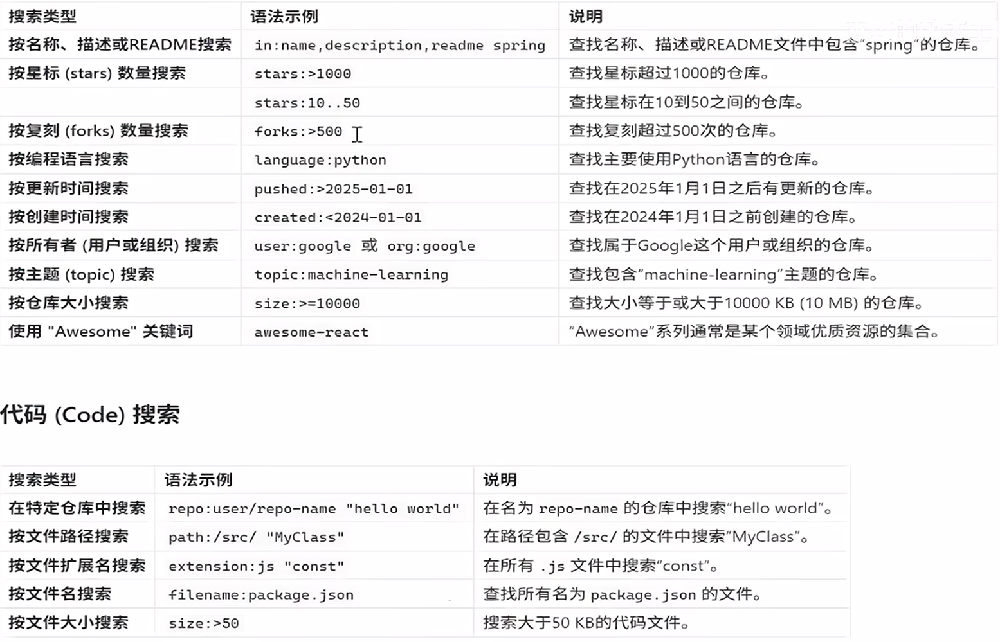 搜索类型 语法示例 说明
按名称、描述或README搜索 in:name,description,readme spring 查找名称、描述或README文件中包含“spring”的仓库。
按星标 (stars) 数量搜索 stars:>1000 查找星标超过1000的仓库。
stars:10..50 查找星标在10到50之间的仓库。
按复刻 (forks) 数量搜索 forks:>500 查找复刻超过500次的仓库。
按编程语言搜索 language:python 查找主要使用Python语言的仓库。
按更新时间搜索 pushed:>2025-01-01 查找在2025年1月1日之后有更新的仓库。
按创建时间搜索 created:<2024-01-01 查找在2024年1月1日之前创建的仓库。
按所有者 (用户或组织) 搜索 user:google 或 org:google 查找属于Google这个用户或组织的仓库。
按主题 (topic) 搜索 topic:machine-learning 查找包含“machine-learning”主题的仓库。
按仓库大小搜索 size:>=10000 查找大小等于或大于10000 KB (10 MB) 的仓库。
使用 "Awesome" 关键词 awesome-react “Awesome”系列通常是某个领域优质资源的集合。
代码 (Code) 搜索
搜索类型 语法示例 说明
在特定仓库中搜索 repo:user/repo-name "hello world" 在名为 repo-name 的仓库中搜索“hello world”。
按文件路径搜索 path:/src/ "MyClass" 在路径包含 /src/ 的文件中搜索“MyClass”。
按文件扩展名搜索 extension:js "const" 在所有 .js 文件中搜索“const”。
按文件名搜索 filename:package.json 查找所有名为 package.json 的文件。
按文件大小搜索 size:>50 搜索大于50 KB的代码文件。